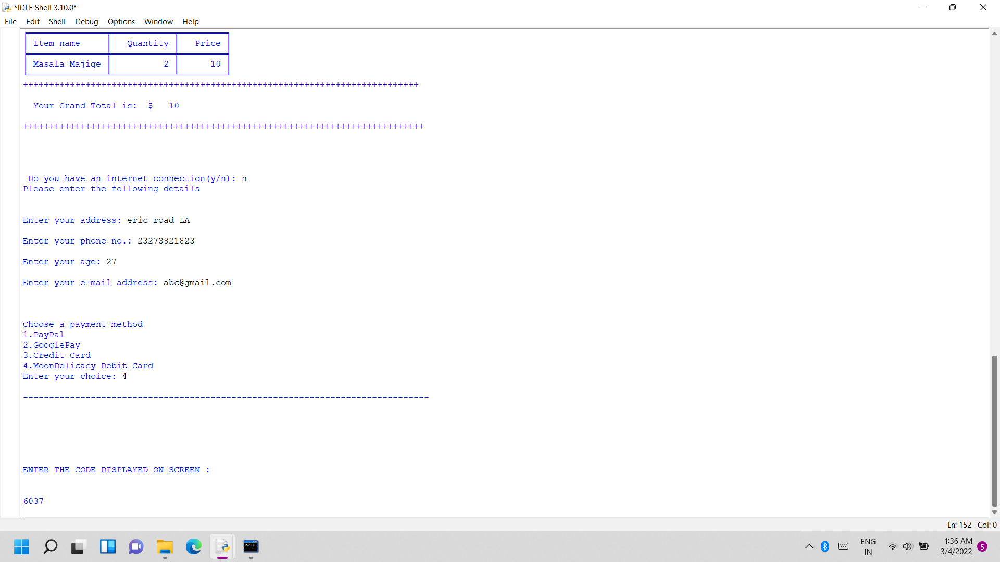 *IDLE Shell 3.10.0*
File Edit Shell Debug Options Window Help
Item_name Quantity Price
Masala Majige 2 10
++++++++++++++++++++++++++++++++++++++++++++++++++++++++++++++++++++++++++++
Your Grand Total is:  $   10
+++++++++++++++++++++++++++++++++++++++++++++++++++++++++++++++++++++++++++++
Do you have an internet connection(y/n): n
Please enter the following details
Enter your address: eric road LA
Enter your phone no.: 23273821823
Enter your age: 27
Enter your e-mail address: abc@gmail.com
Choose a payment method
1.PayPal
2.GooglePay
3.Credit Card
4.MoonDelicacy Debit Card
Enter your choice: 4
------------------------------------------------------------------------------
ENTER THE CODE DISPLAYED ON SCREEN :
6037
Ln: 152 Col: 0
MySQL
ENG
IN
1:36 AM
3/4/2022
5